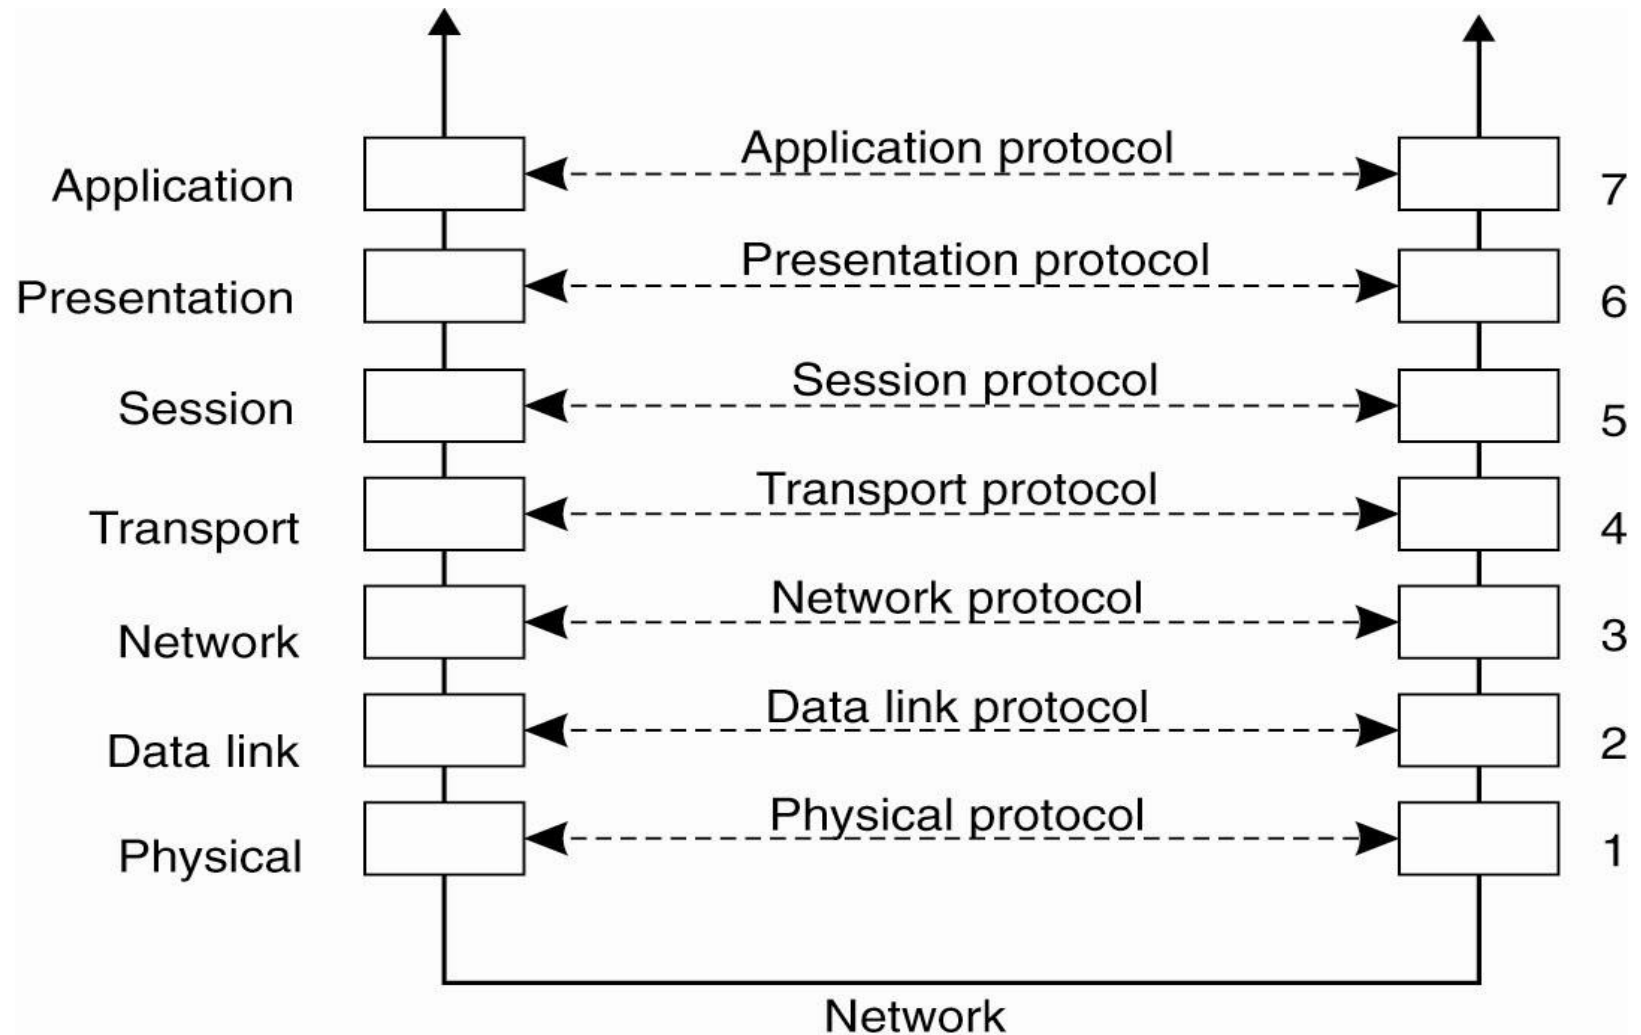 Application protocol
Application
7
Presentation protocol
Presentation
6
Session protocol
Session
5
Transport protocol
Transport
4
Network protocol
Network
3
Data link protocol
Data link
2
Physical protocol
Physical
1
Network